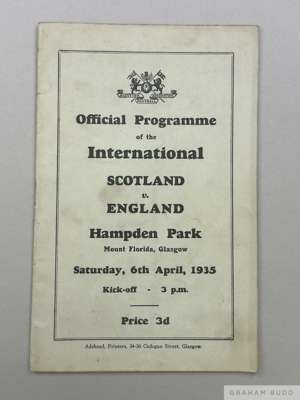 Official Programme
of the
International
SCOTLAND
v.
ENGLAND
Hampden Park
Mount Florida, Glasgow
Saturday, 6th April, 1935
Kick-off - 3 p.m.
Price 3d
Adshead, Printers, 34-36 Cadogan Street, Glasgow.
GRAHAM BUDD